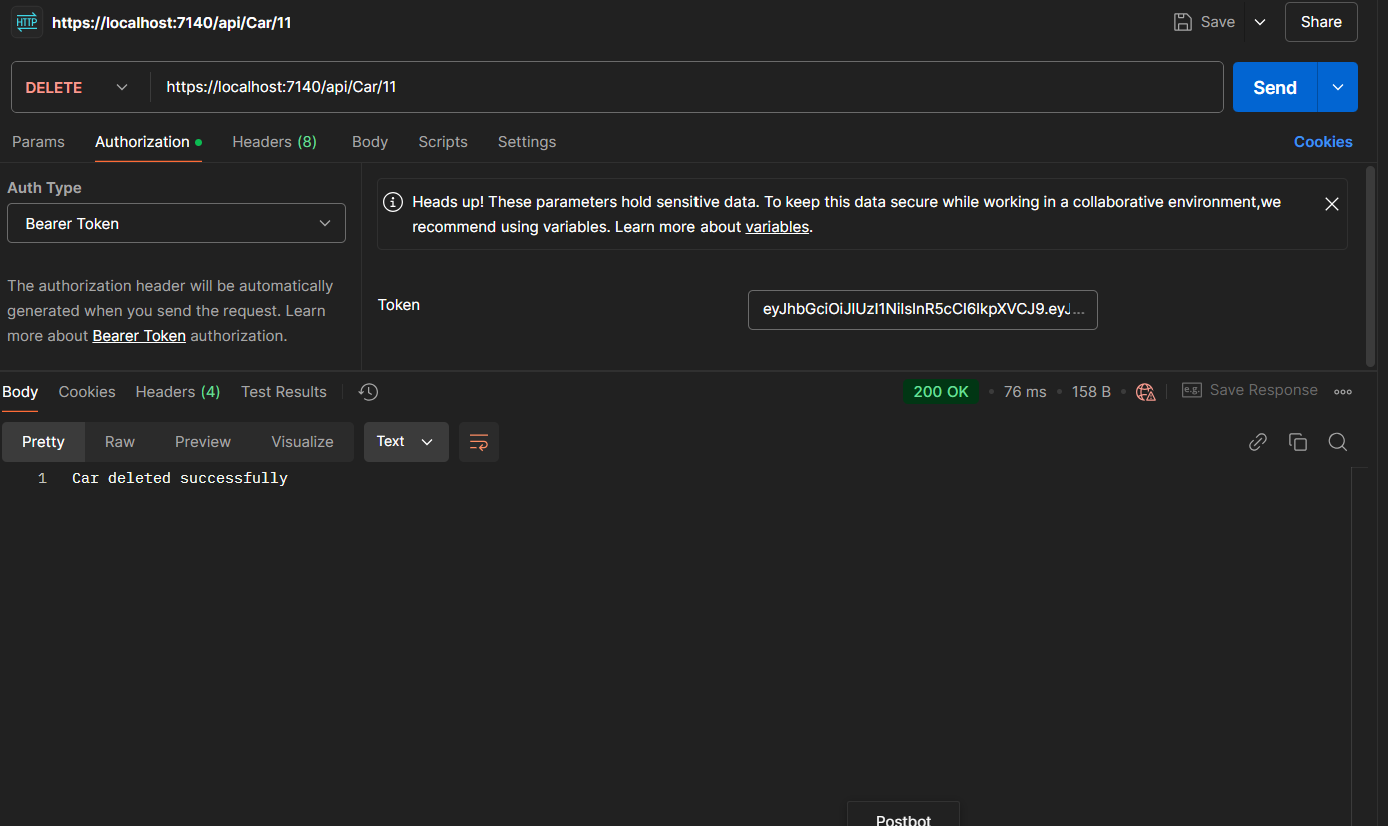 HTTP https://localhost:7140/api/Car/11 Save Share
DELETE https://localhost:7140/api/Car/11 Send
Params Authorization Headers (8) Body Scripts Settings Cookies
Auth Type
Bearer Token
The authorization header will be automatically
generated when you send the request. Learn
more about Bearer Token authorization.
Heads up! These parameters hold sensitive data. To keep this data secure while working in a collaborative environment,we
recommend using variables. Learn more about variables.
Token eyJhbGciOiJIUzI1NiIsInR5cCI6IkpXVCJ9.eyJ...
Body Cookies Headers (4) Test Results 200 OK 76 ms 158 B e.g. Save Response
Pretty Raw Preview Visualize Text
1 Car deleted successfully
Postbot